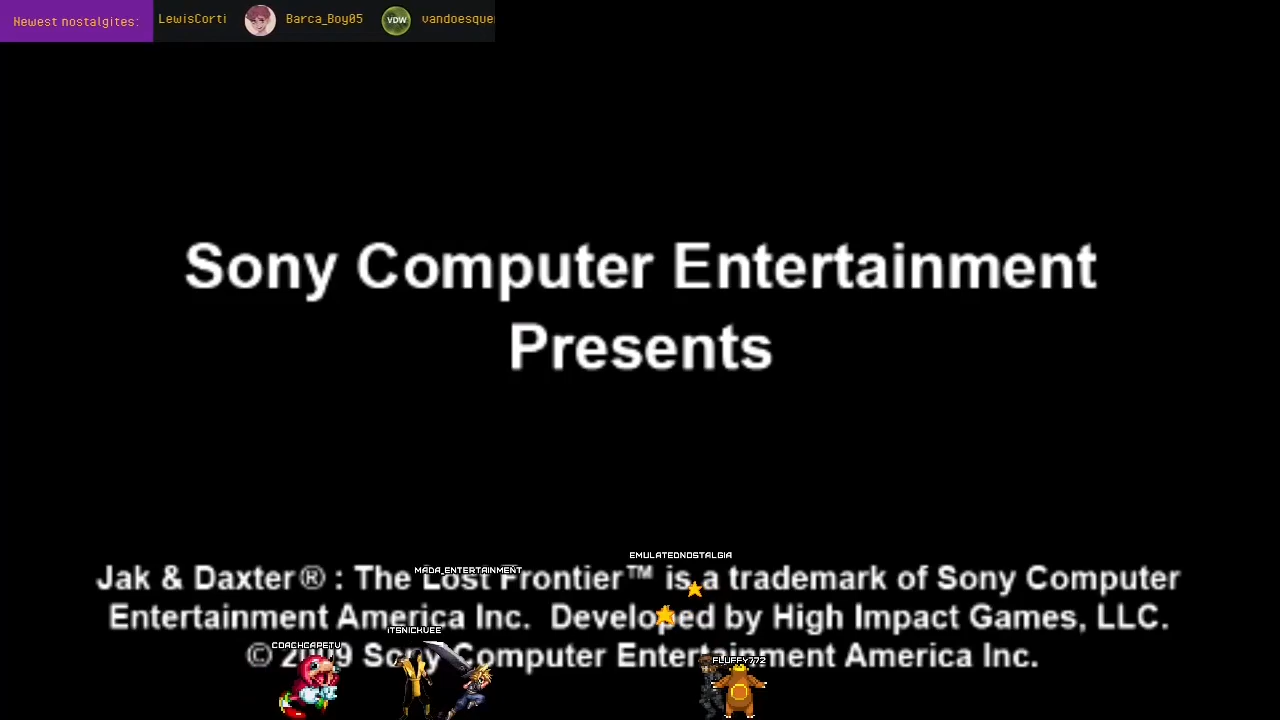 Newest nostalgites: LewisCorti Barca_Boy05 VDW vandoesque
Sony Computer Entertainment
Presents
EMULATEDNOSTALGIA
MADA_ENTERTAINMENT
Jak & Daxter® : The Lost Frontier™ is a trademark of Sony Computer
Entertainment America Inc. Developed by High Impact Games, LLC.
ITSNICKUEE
COACHCAPETV
FLUFFY772
© 2009 Sony Computer Entertainment America Inc.